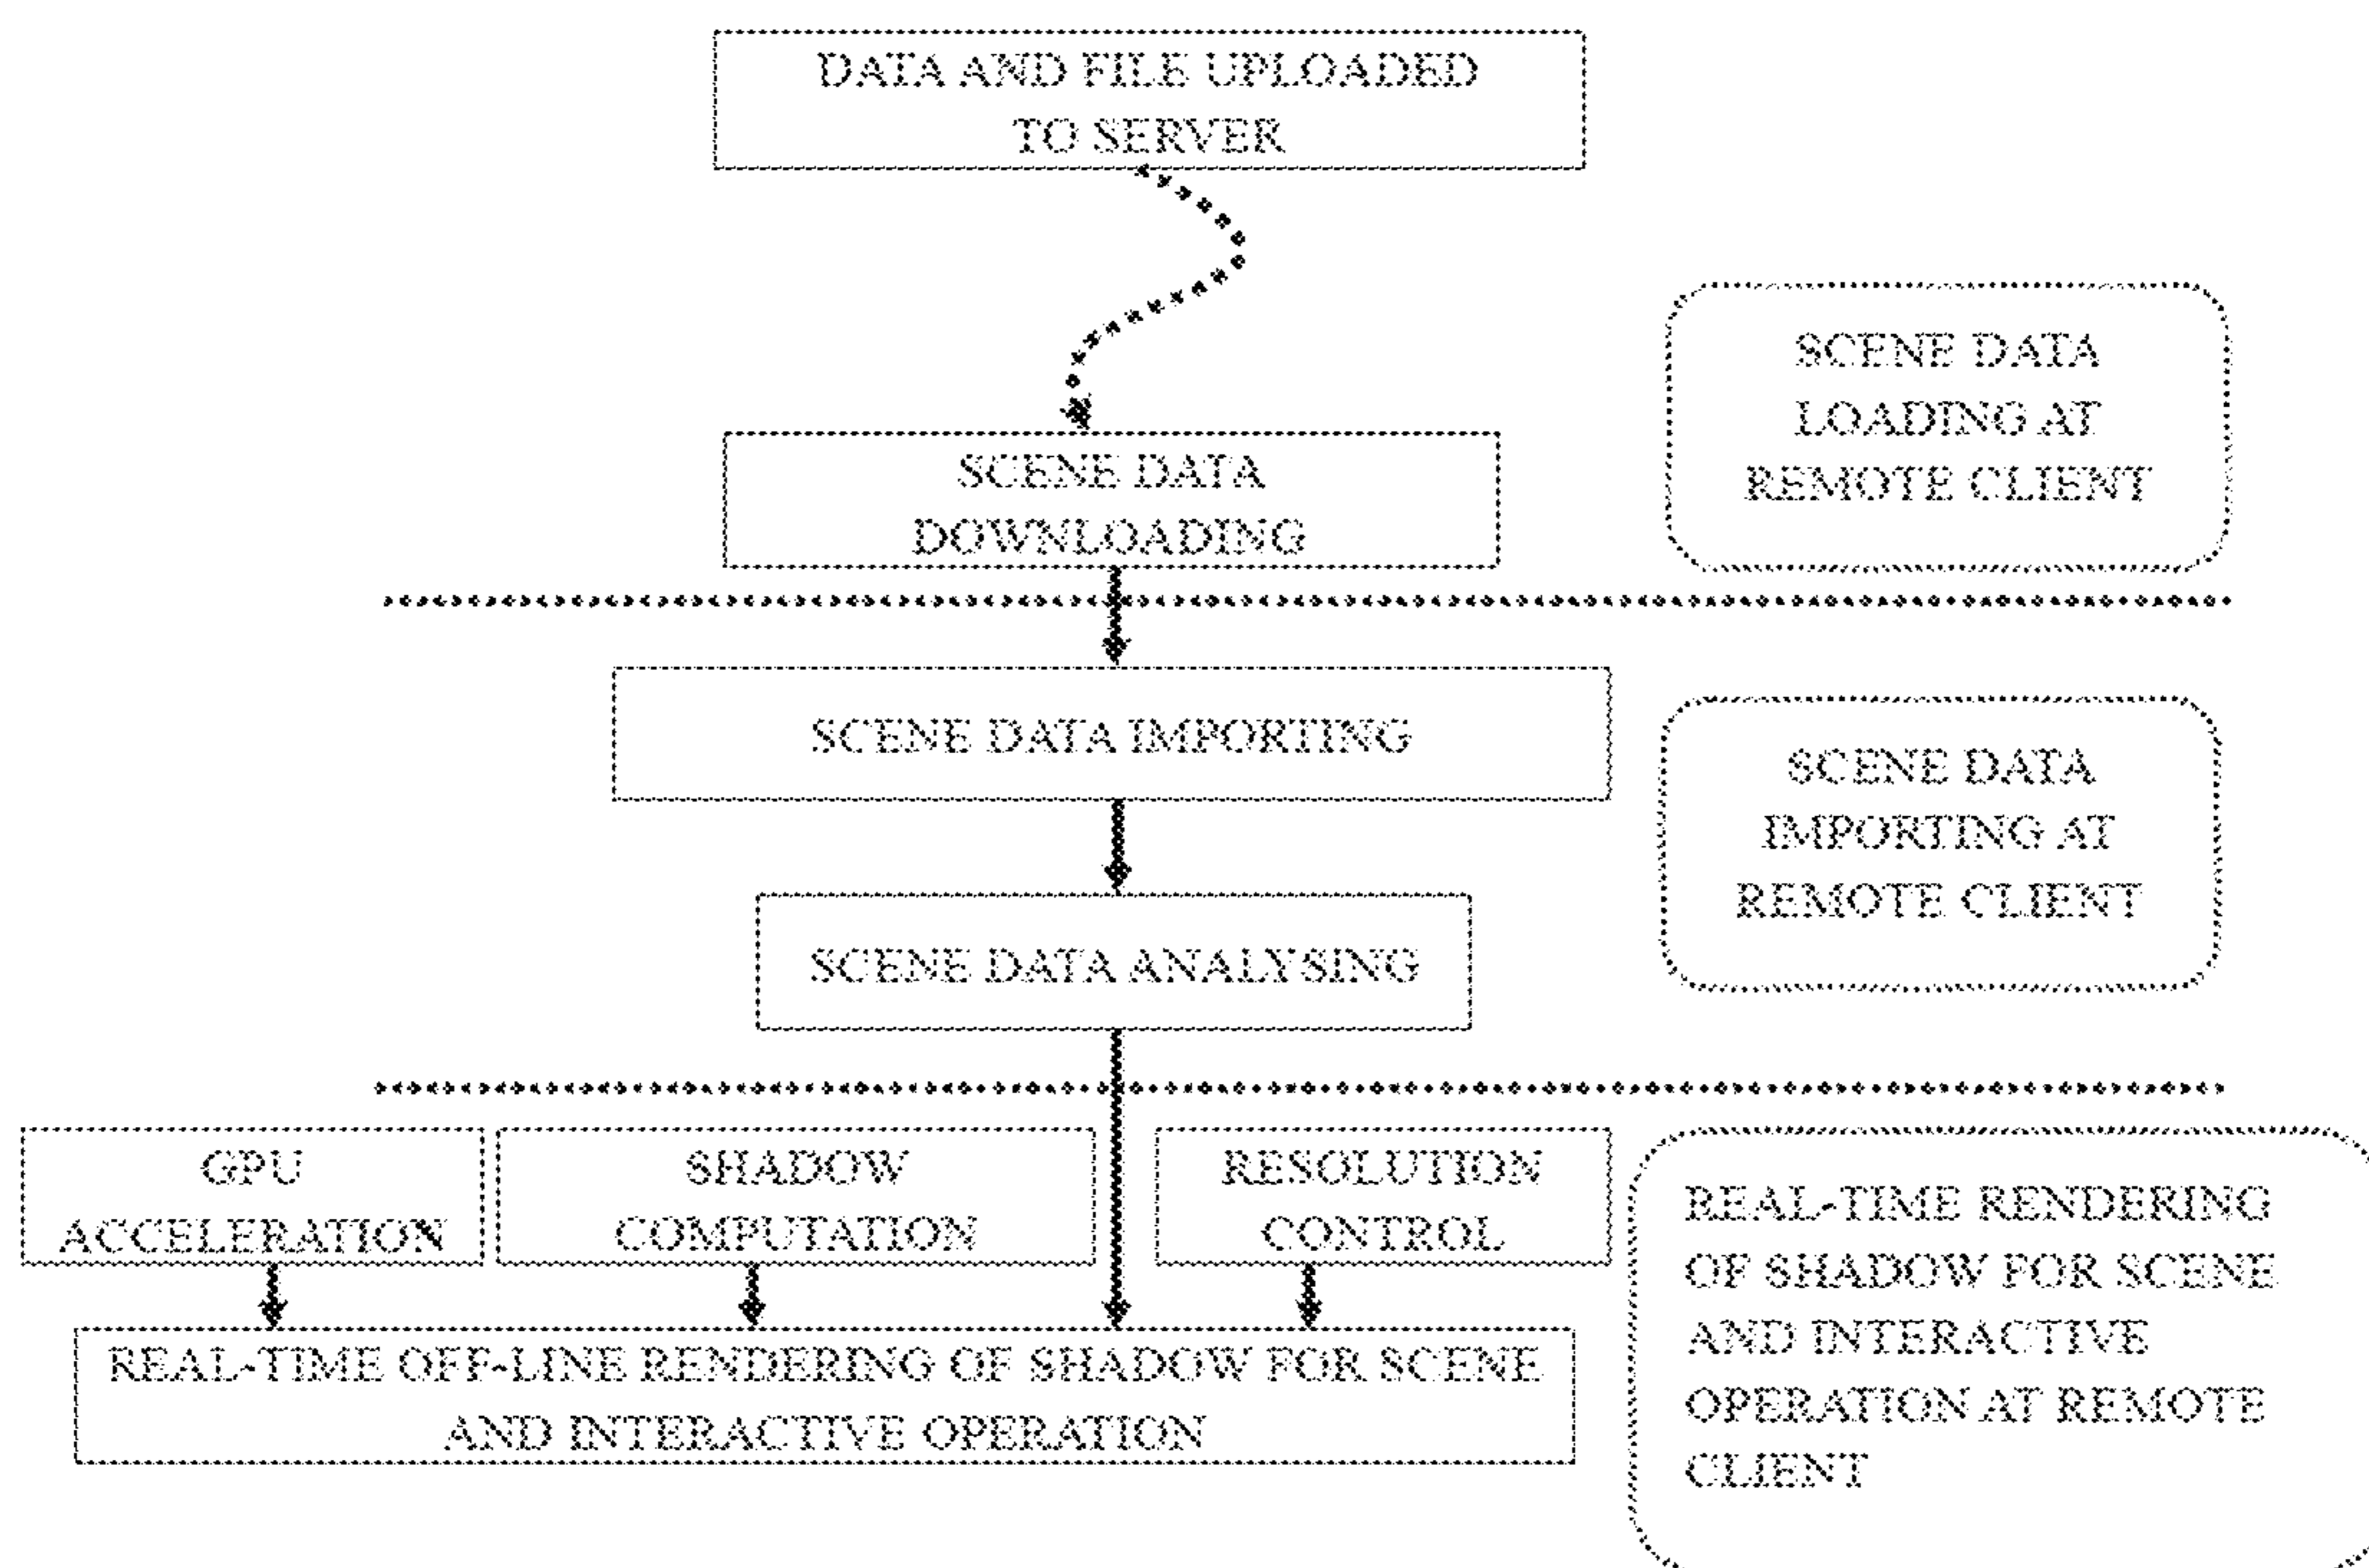 DATA AND FILE UPLOADED
TO SERVER
SCENE DATA
LOADING AT
REMOTE CLIENT
SCENE DATA
DOWNLOADING
SCENE DATA IMPORTING
SCENE DATA
IMPORTING AT
REMOTE CLIENT
SCENE DATA ANALYSING
GPU
ACCELERATION
SHADOW
COMPUTATION
RESOLUTION
CONTROL
REAL-TIME RENDERING
OF SHADOW FOR SCENE
AND INTERACTIVE
OPERATION AT REMOTE
CLIENT
REAL-TIME OFF-LINE RENDERING OF SHADOW FOR SCENE
AND INTERACTIVE OPERATION